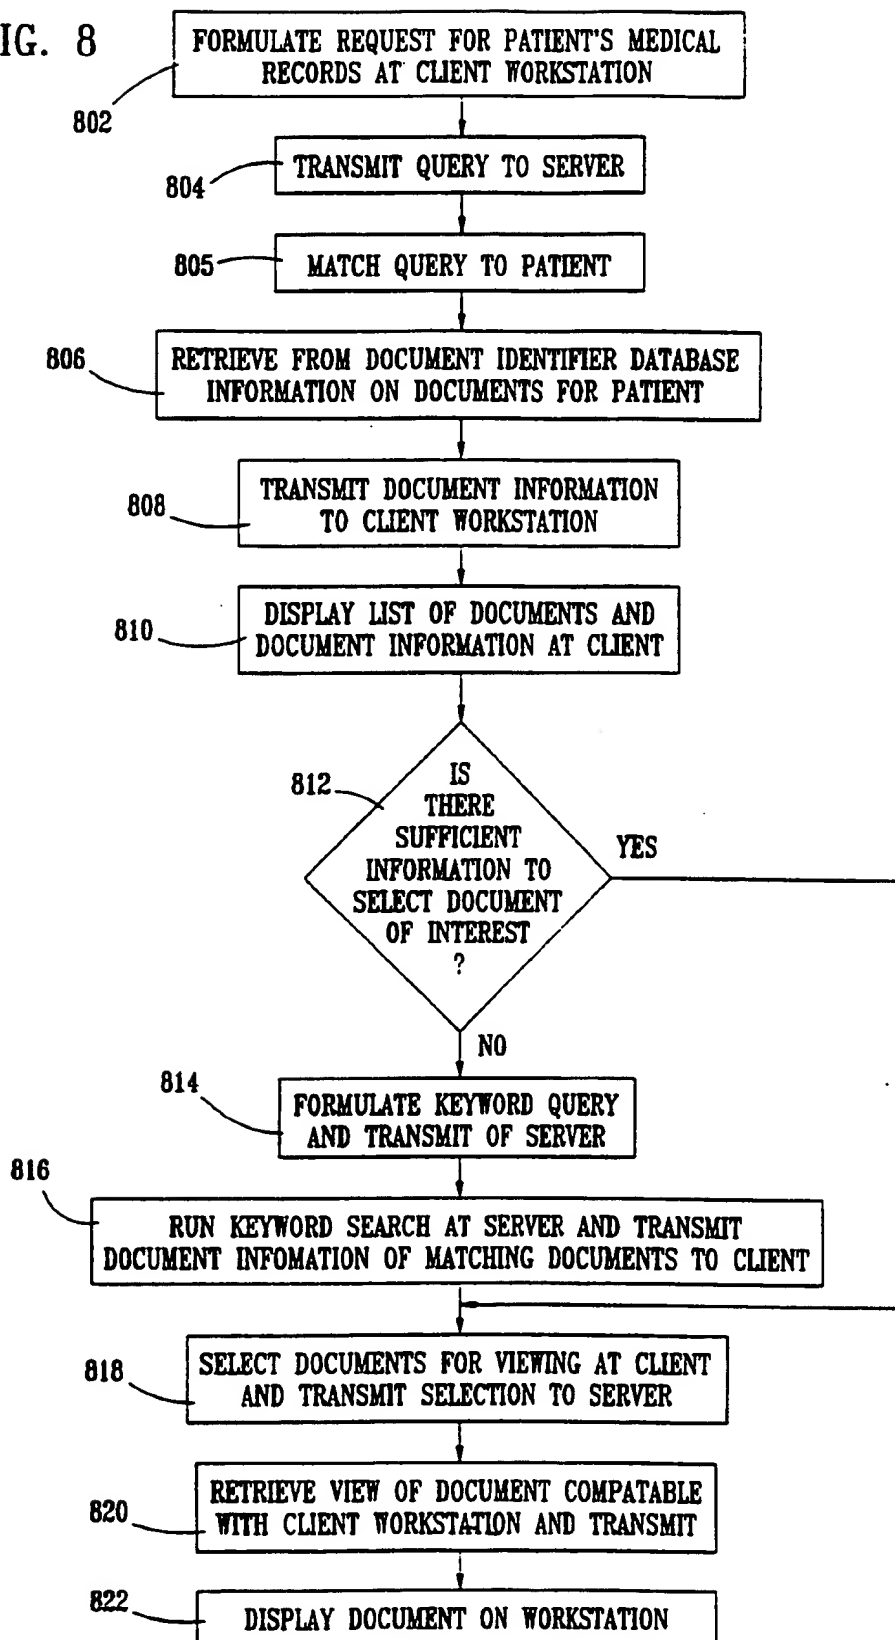 IG. 8
FORMULATE REQUEST FOR PATIENT'S MEDICAL
RECORDS AT CLIENT WORKSTATION
802
TRANSMIT QUERY TO SERVER
804
805
MATCH QUERY TO PATIENT
806
RETRIEVE FROM DOCUMENT IDENTIFIER DATABASE
INFORMATION ON DOCUMENTS FOR PATIENT
808
TRANSMIT DOCUMENT INFORMATION
TO CLIENT WORKSTATION
810
DISPLAY LIST OF DOCUMENTS AND
DOCUMENT INFORMATION AT CLIENT
812
IS
THERE
SUFFICIENT
INFORMATION TO
SELECT DOCUMENT
OF INTEREST
?
YES
NO
814
FORMULATE KEYWORD QUERY
AND TRANSMIT OF SERVER
816
RUN KEYWORD SEARCH AT SERVER AND TRANSMIT
DOCUMENT INFOMATION OF MATCHING DOCUMENTS TO CLIENT
818
SELECT DOCUMENTS FOR VIEWING AT CLIENT
AND TRANSMIT SELECTION TO SERVER
820
RETRIEVE VIEW OF DOCUMENT COMPATABLE
WITH CLIENT WORKSTATION AND TRANSMIT
822
DISPLAY DOCUMENT ON WORKSTATION